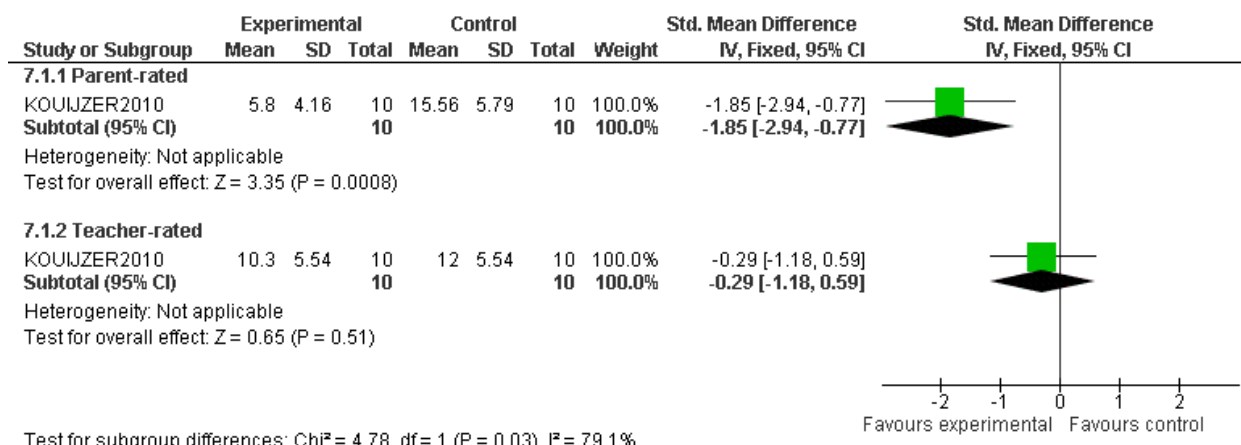 Experimental Control Std. Mean Difference Std. Mean Difference
Study or Subgroup Mean SD Total Mean SD Total Weight IV, Fixed, 95% CI IV, Fixed, 95% CI
7.1.1 Parent-rated
KOUIJZER2010 5.8 4.16 10 15.56 5.79 10 100.0% -1.85 [-2.94, -0.77]
Subtotal (95% CI) 10 10 100.0% -1.85 [-2.94, -0.77]
Heterogeneity: Not applicable
Test for overall effect: Z = 3.35 (P = 0.0008)
7.1.2 Teacher-rated
KOUIJZER2010 10.3 5.54 10 12 5.54 10 100.0% -0.29 [-1.18, 0.59]
Subtotal (95% CI) 10 10 100.0% -0.29 [-1.18, 0.59]
Heterogeneity: Not applicable
Test for overall effect: Z = 0.65 (P = 0.51)
-2 -1 0 1 2
Favours experimental Favours control
Test for subgroup differences: Chi² = 4.78, df = 1 (P = 0.03), I² = 79.1%